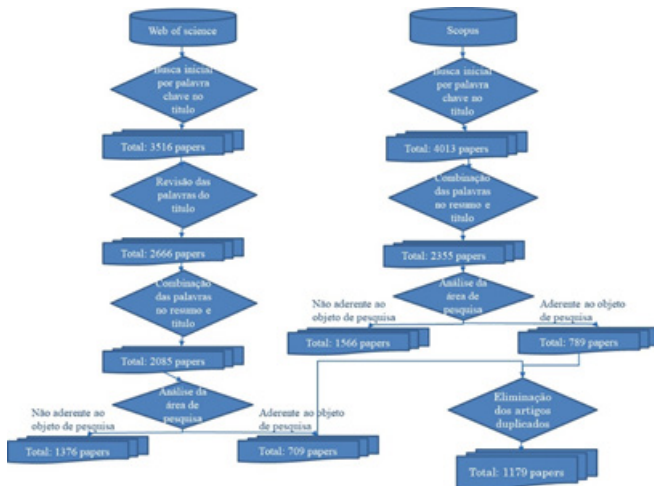 Web of science
Busca inicial
por palavra
chave no
título
Total: 3516 papers
Revisão das
palavras do
título
Total: 2666 papers
Combinação
das palavras
no resumo e
título
Total: 2085 papers
Análise da
área de
pesquisa
Não aderente ao
objeto de pesquisa
Aderente ao objeto
de pesquisa
Total: 1376 papers
Total: 709 papers
Scopus
Busca inicial
por palavra
chave no
título
Total: 4013 papers
Combinação
das palavras
no resumo e
título
Total: 2355 papers
Análise da
área de
pesquisa
Não aderente ao
objeto de pesquisa
Aderente ao objeto
de pesquisa
Total: 1566 papers
Total: 789 papers
Eliminação
dos artigos
duplicados
Total: 1179 papers